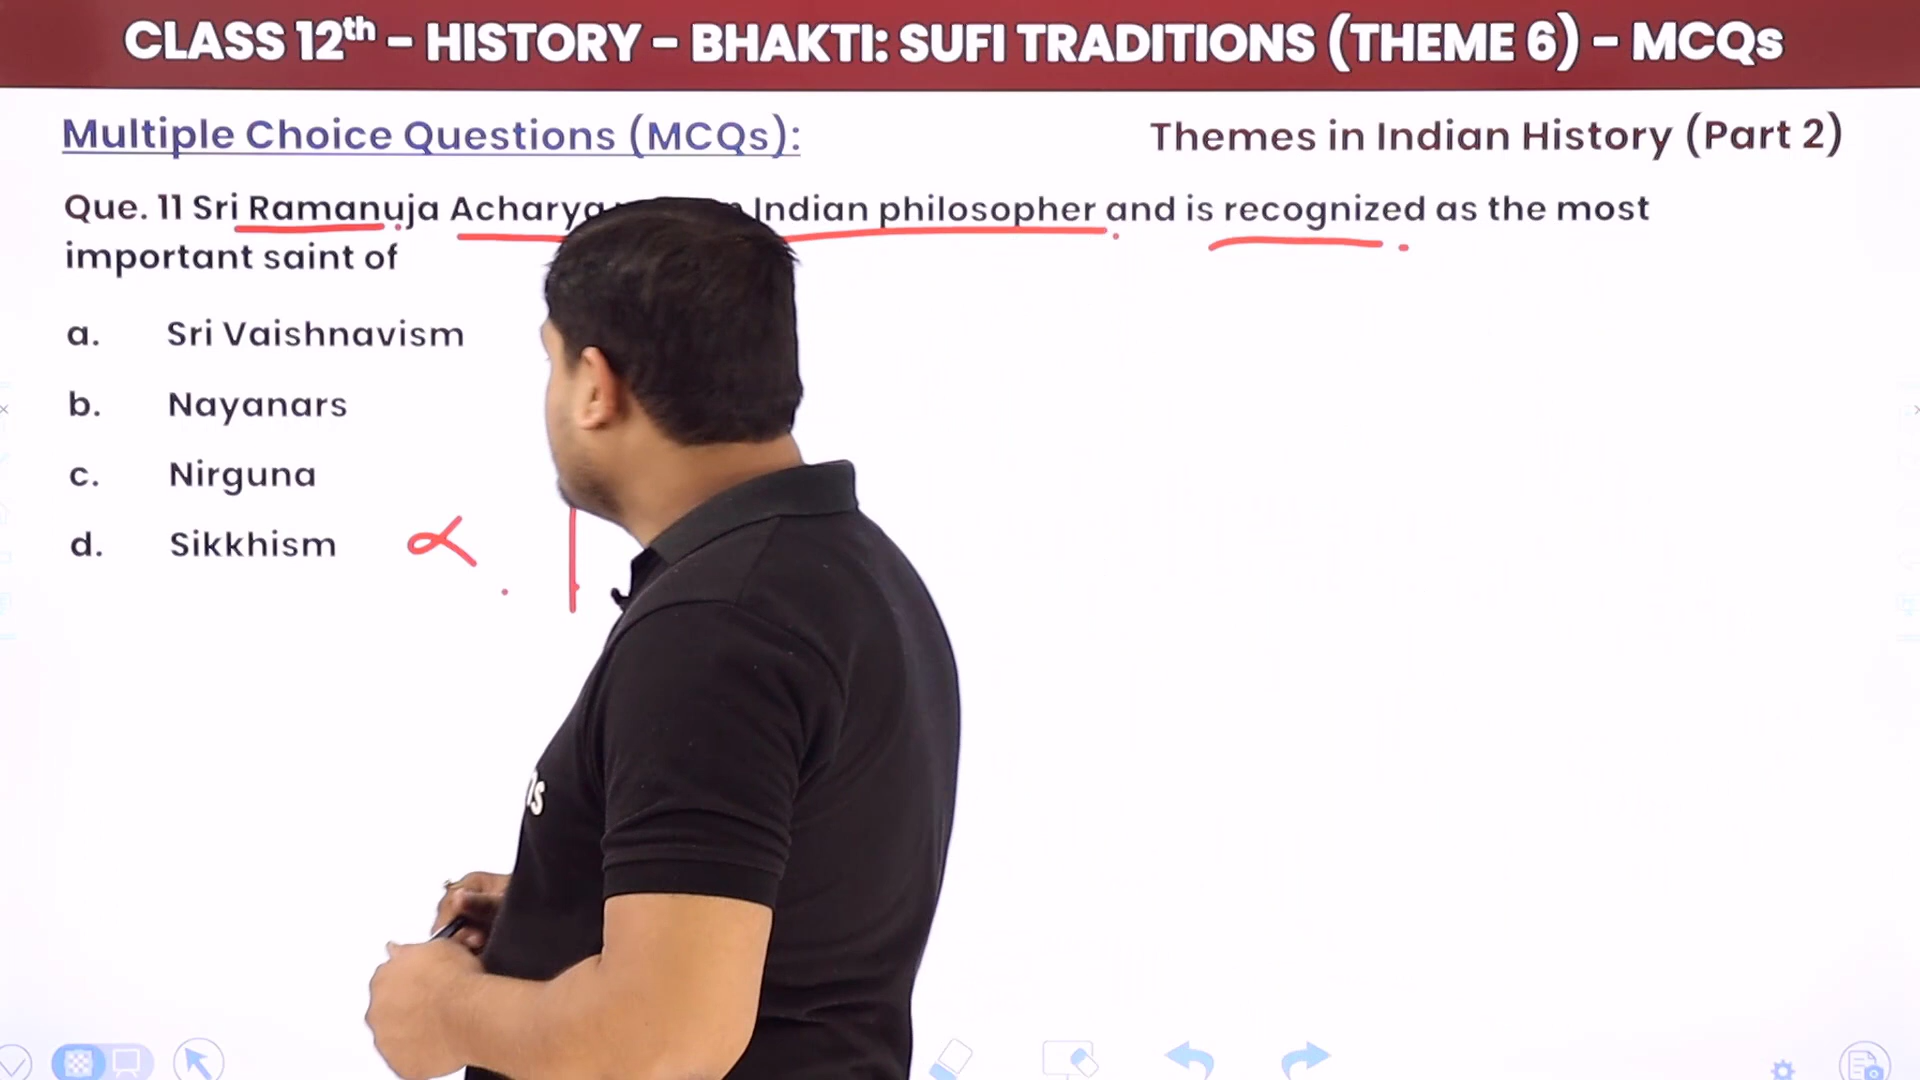 CLASS 12th - HISTORY - BHAKTI: SUFI TRADITIONS (THEME 6) - MCQs
Multiple Choice Questions (MCQs):
Themes in Indian History (Part 2)
Que. 11 Sri Ramanuja Acharya Indian philosopher and is recognized as the most
important saint of
a. Sri Vaishnavism
b. Nayanars
c. Nirguna
d. Sikkhism